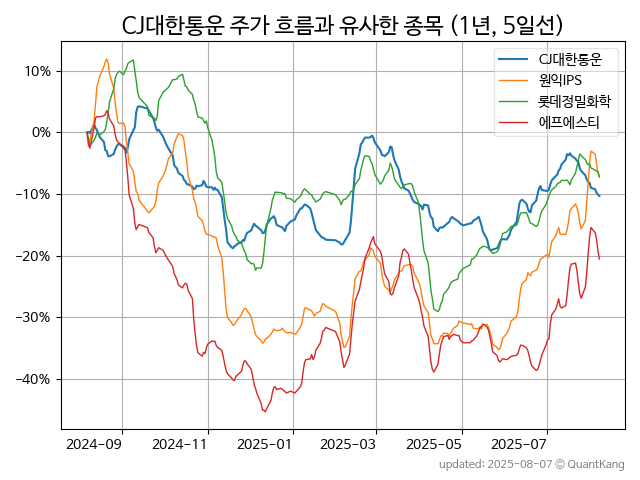 CJ대한통운 주가 흐름과 유사한 종목 (1년, 5일선)
CJ대한통운
원익IPS
롯데정밀화학
에프에스티
10%
0%
−10%
−20%
−30%
−40%
2024-09 2024-11 2025-01 2025-03 2025-05 2025-07
updated: 2025-08-07 © QuantKang